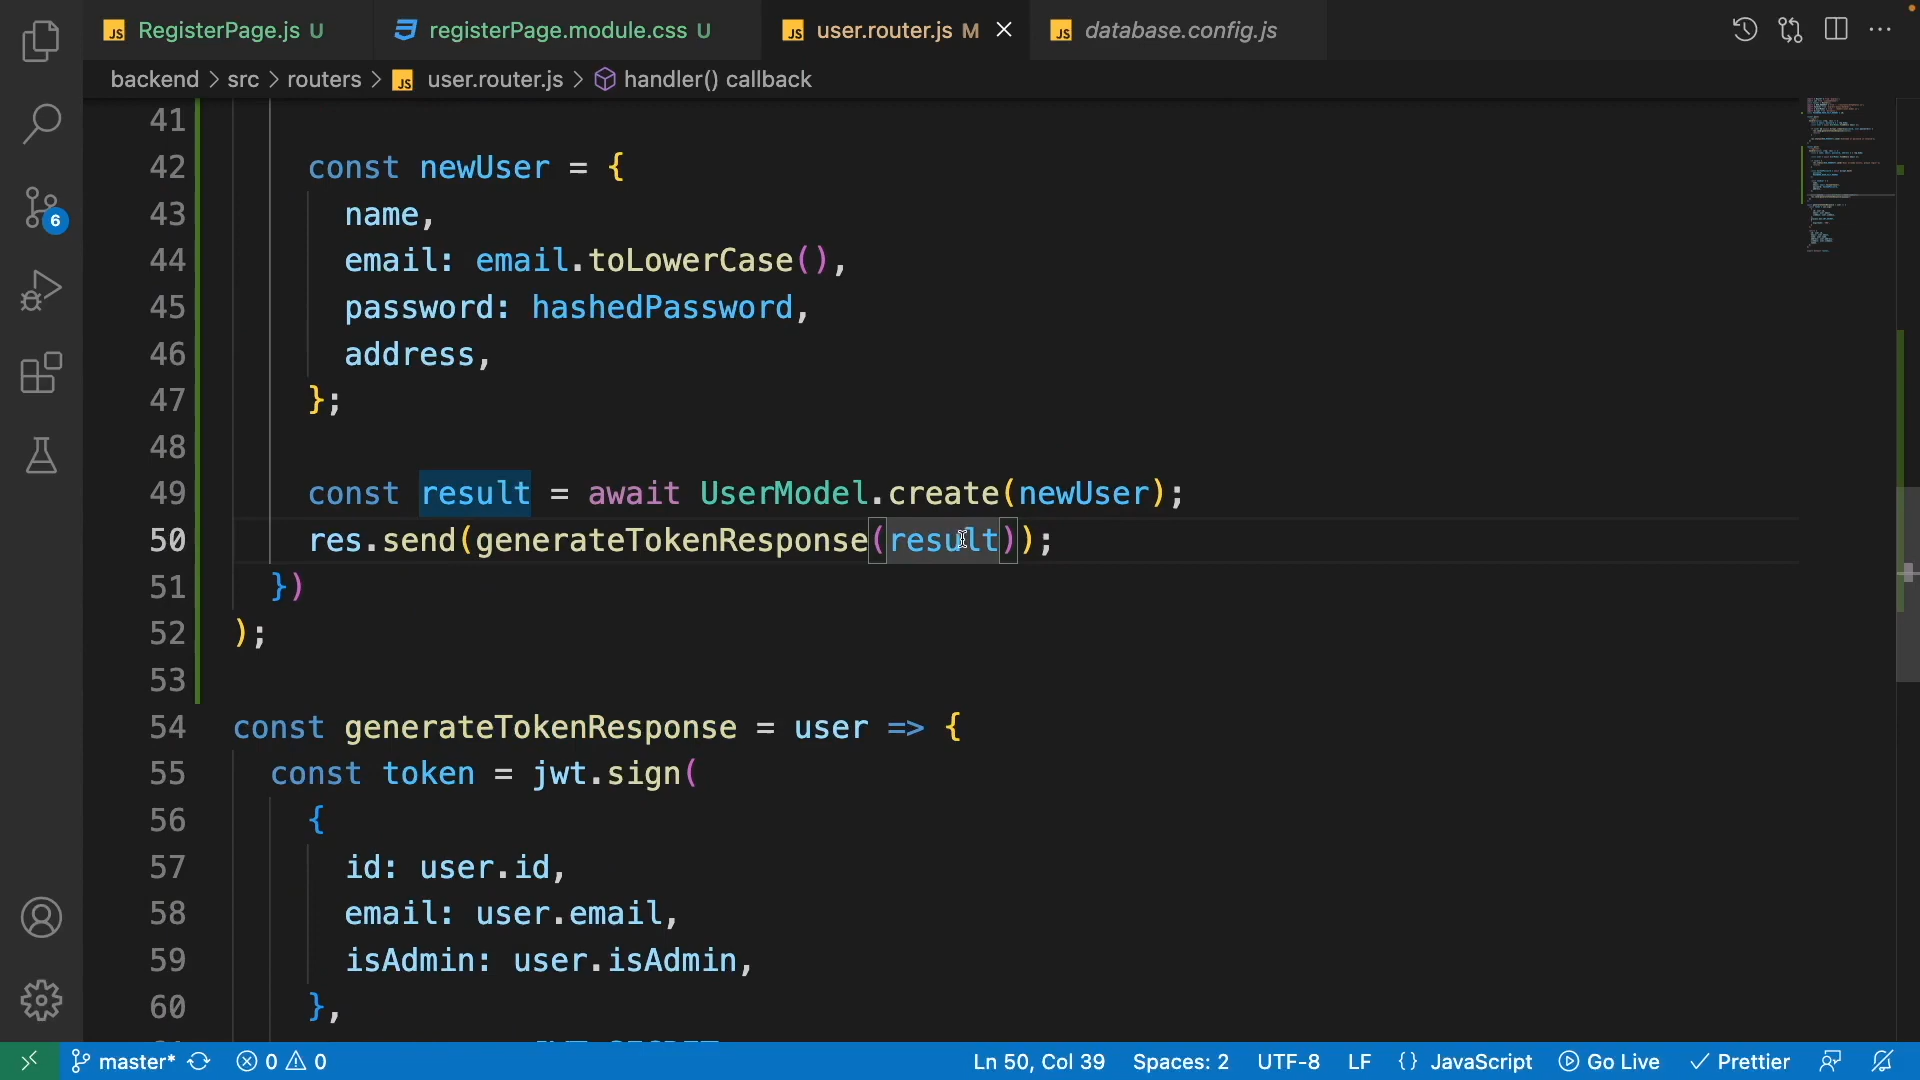 RegisterPage.js U
registerPage.module.css U
user.router.js M
database.config.js
backend > src > routers > user.router.js > handler() callback
41
42 const newUser = {
43 name,
44 email: email.toLowerCase(),
45 password: hashedPassword,
46 address,
47 };
48
49 const result = await UserModel.create(newUser);
50 res.send(generateTokenResponse(result));
51 })
52 );
53
54 const generateTokenResponse = user => {
55 const token = jwt.sign(
56 {
57 id: user.id,
58 email: user.email,
59 isAdmin: user.isAdmin,
60 },
6
master* 0 0 Ln 50, Col 39 Spaces: 2 UTF-8 LF {} JavaScript Go Live Prettier